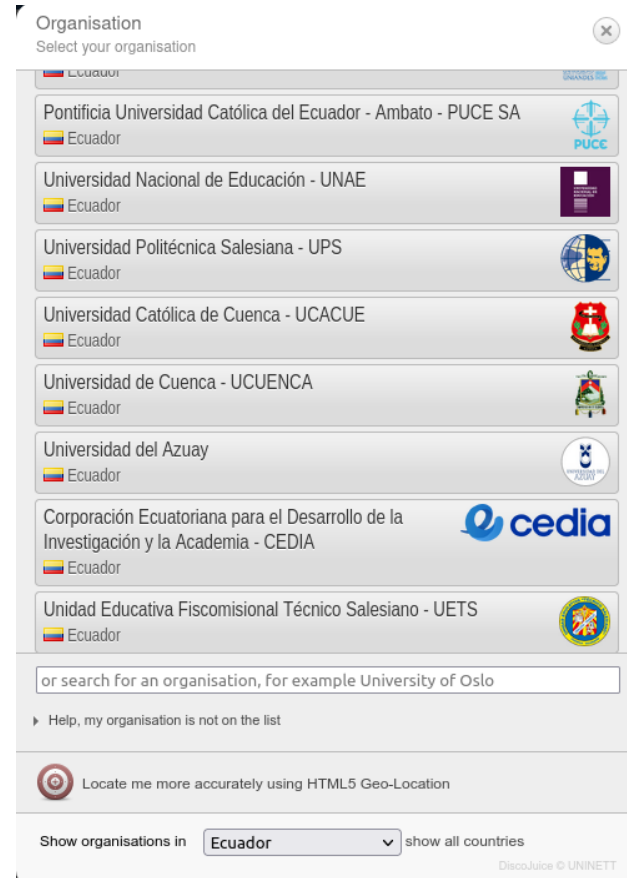 Organisation
Select your organisation
Ecuador
UNIANDES
Pontificia Universidad Católica del Ecuador - Ambato - PUCE SA
Ecuador
PUCE
Universidad Nacional de Educación - UNAE
Ecuador
Universidad Politécnica Salesiana - UPS
Ecuador
Universidad Católica de Cuenca - UCACUE
Ecuador
Universidad de Cuenca - UCUENCA
Ecuador
Universidad del Azuay
Ecuador
UNIVERSIDAD DEL
AZUAY
Corporación Ecuatoriana para el Desarrollo de la
Investigación y la Academia - CEDIA
Ecuador
cedia
Unidad Educativa Fiscomisional Técnico Salesiano - UETS
Ecuador
or search for an organisation, for example University of Oslo
Help, my organisation is not on the list
Locate me more accurately using HTML5 Geo-Location
Show organisations in Ecuador show all countries
DiscoJuice © UNINETT